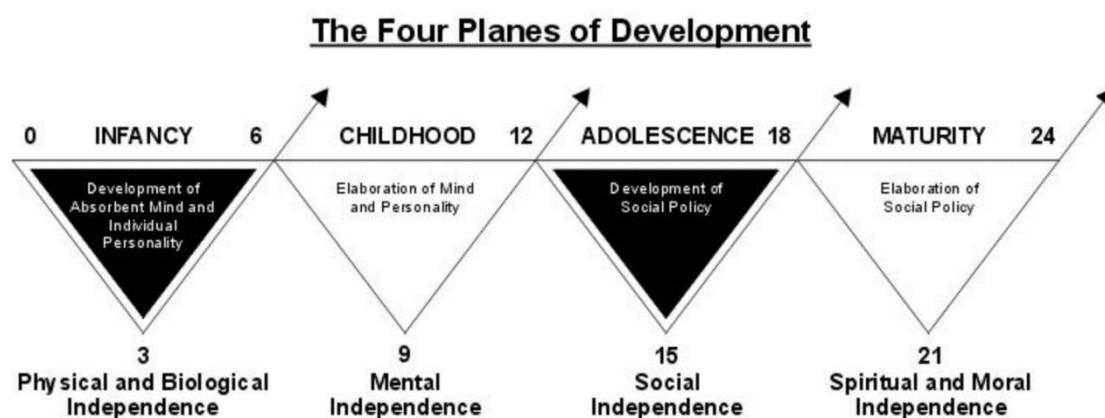 The Four Planes of Development
0 INFANCY 6 CHILDHOOD 12 ADOLESCENCE 18 MATURITY 24
Development of
Absorbent Mind and
Individual
Personality
Elaboration of Mind
and Personality
Development of
Social Policy
Elaboration of
Social Policy
3
Physical and Biological
Independence
9
Mental
Independence
15
Social
Independence
21
Spiritual and Moral
Independence